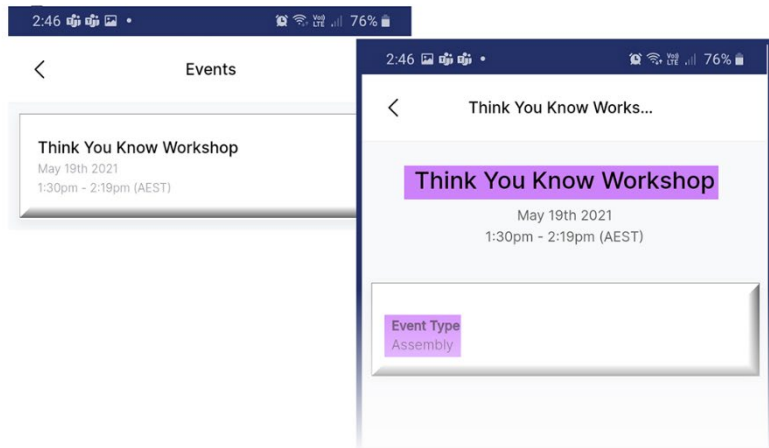 2:46
76%
Events
Think You Know Workshop
May 19th 2021
1:30pm - 2:19pm (AEST)
2:46
76%
Think You Know Works...
Think You Know Workshop
May 19th 2021
1:30pm - 2:19pm (AEST)
Event Type
Assembly